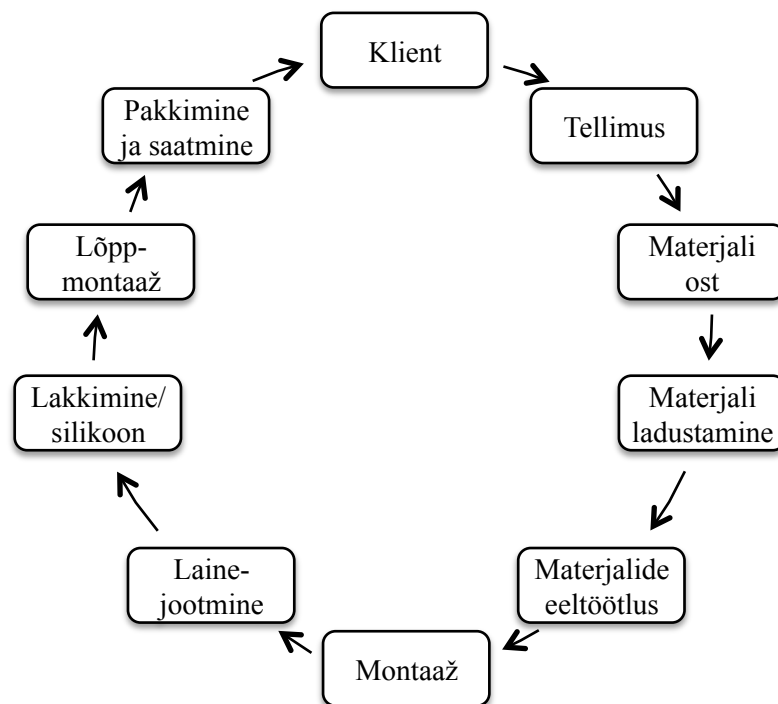 Klient
Tellimus
Materjali
ost
Materjali
ladustamine
Materjalide
eeltöötlus
Montaaž
Laine-
jootmine
Lakkimine/
silikoon
Lõpp-
montaaž
Pakkimine
ja saatmine